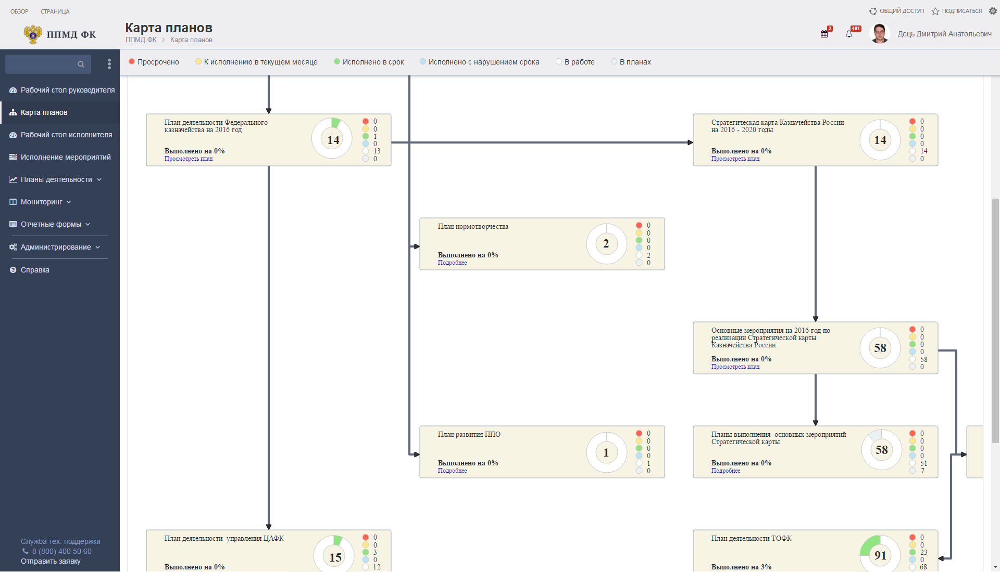 ОБЗОР СТРАНИЦА
ОБЩИЙ ДОСТУП ПОДПИСАТЬСЯ
ППМД ФК
Карта планов
ППМД ФК > Карта планов
2
481
Дець Дмитрий Анатольевич
Просрочено К исполнению в текущем месяце Исполнено в срок Исполнено с нарушением срока В работе В планах
Рабочий стол руководителя
Карта планов
Рабочий стол исполнителя
Исполнение мероприятий
Планы деятельности
Мониторинг
Отчетные формы
Администрирование
Справка
Служба тех. поддержки
8 (800) 400 50 60
Отправить заявку
План деятельности Федерального
казначейства на 2016 год
Выполнено на 0%
Просмотреть план
14
0
0
1
0
13
0
Стратегическая карта Казначейства России
на 2016 - 2020 годы
Выполнено на 0%
Просмотреть план
14
0
0
0
0
14
0
План нормотворчества
Выполнено на 0%
Подробнее
2
0
0
0
0
2
0
Основные мероприятия на 2016 год по
реализации Стратегической карты
Казначейства России
Выполнено на 0%
Просмотреть план
58
0
0
0
0
58
0
План развития ППО
Выполнено на 0%
Подробнее
1
0
0
0
0
1
0
Планы выполнения основных мероприятий
Стратегической карты
Выполнено на 0%
Подробнее
58
0
0
0
0
51
7
План деятельности управления ЦАФК
Выполнено на 0%
15
0
0
3
0
12
План деятельности ТОФК
Выполнено на 3%
91
0
0
23
0
68